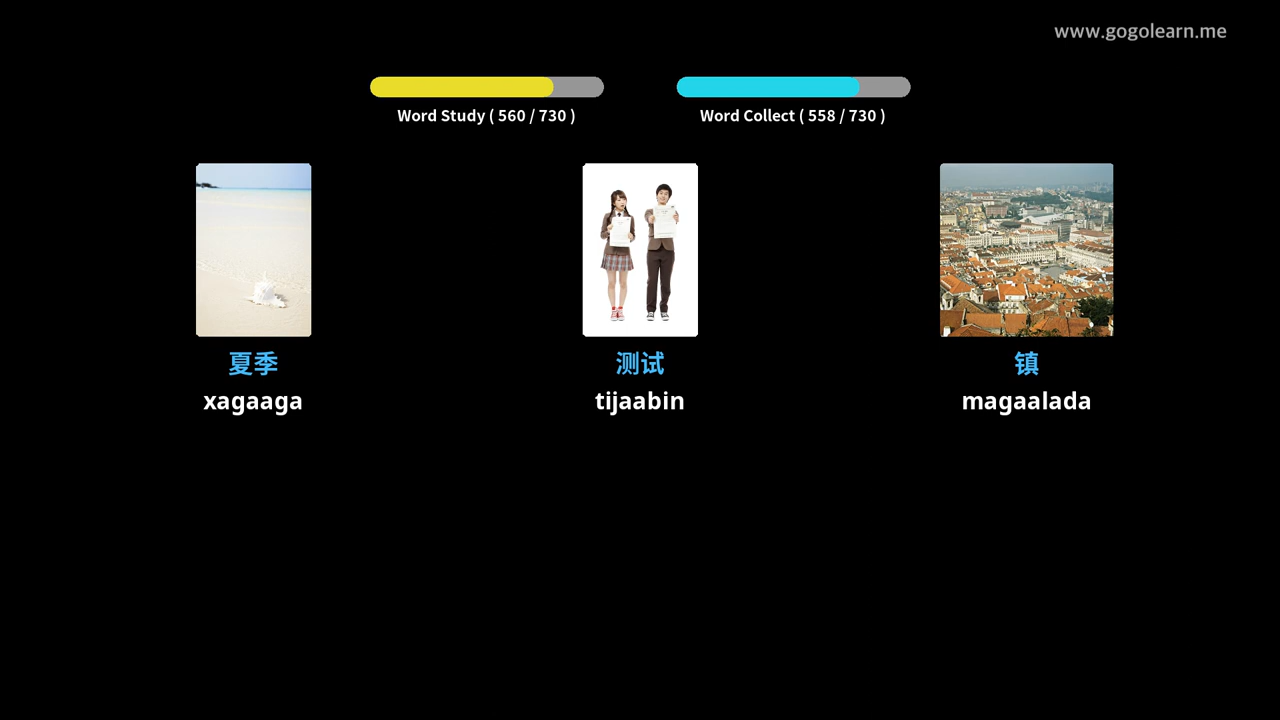 www.gogolearn.me
Word Study ( 560 / 730 )
Word Collect ( 558 / 730 )
夏季
测试
镇
xagaaga
tijaabin
magaalada